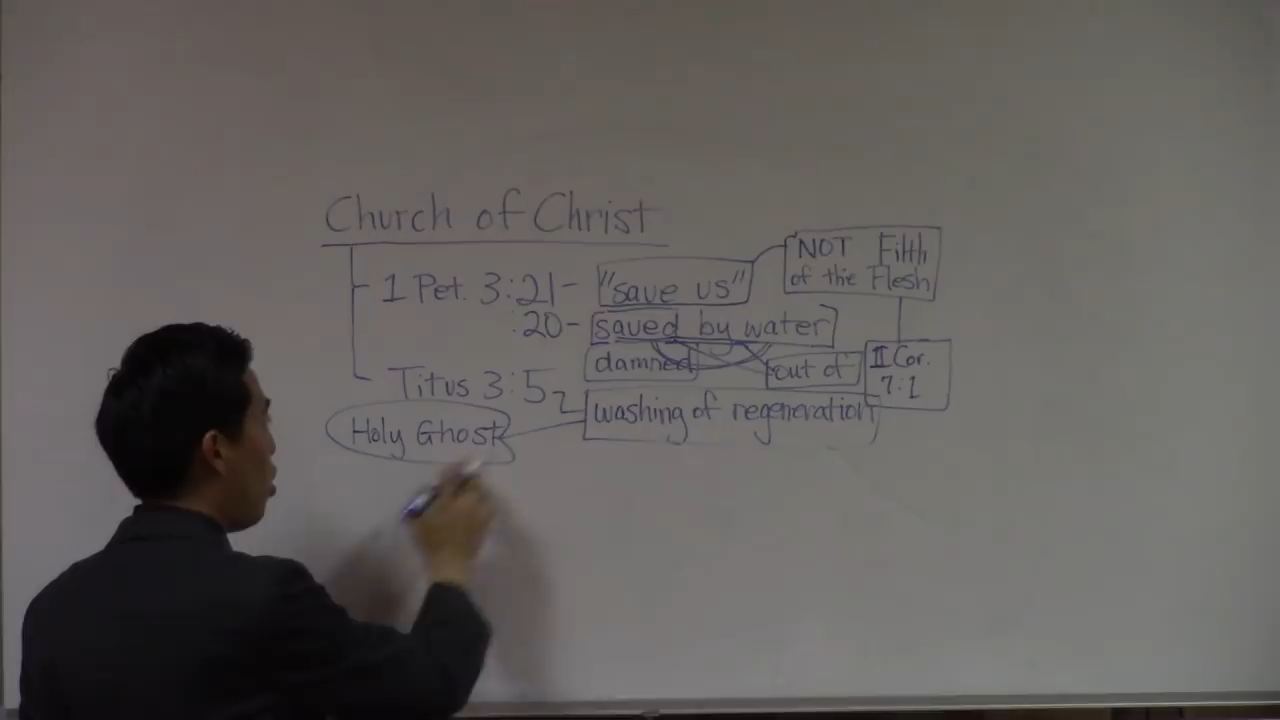 Church of Christ
NOT Filth
of the Flesh
1 Pet. 3:21- "save us"
:20- saved by water
damned
out of
II Cor.
7:1
Titus 3:5
washing of regeneration
Holy Ghost